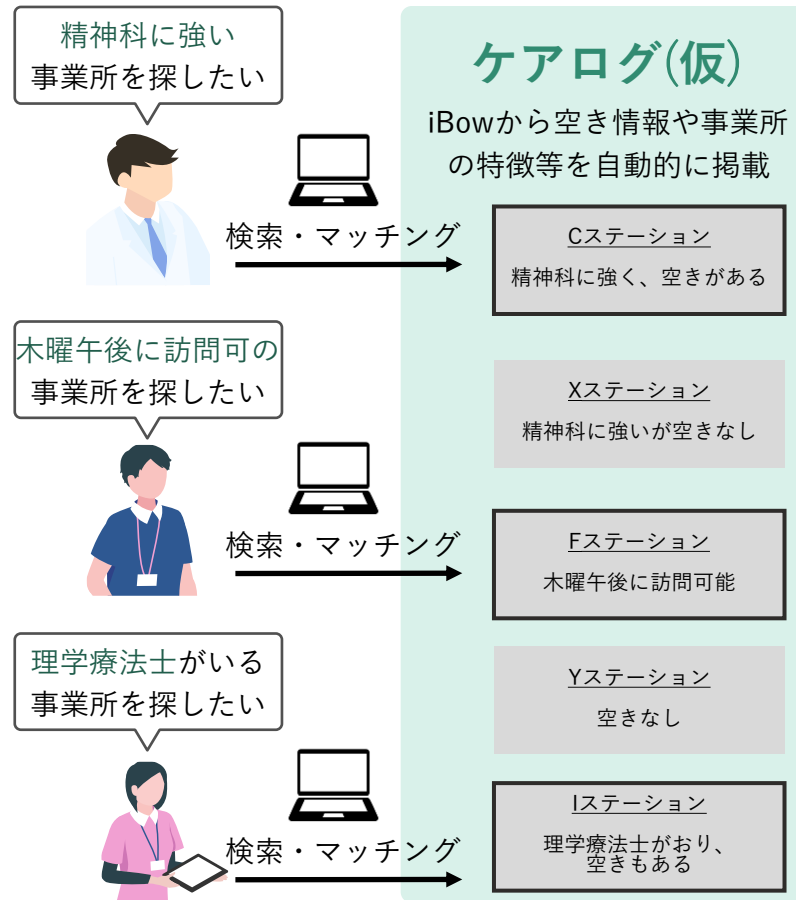 精神科に強い
事業所を探したい
ケアログ(仮)
iBowから空き情報や事業所
の特徴等を自動的に掲載
検索・マッチング
Cステーション
精神科に強く、空きがある
木曜午後に訪問可の
事業所を探したい
Xステーション
精神科に強いが空きなし
検索・マッチング
Fステーション
木曜午後に訪問可能
理学療法士がいる
事業所を探したい
Yステーション
空きなし
検索・マッチング
Iステーション
理学療法士がおり、
空きもある